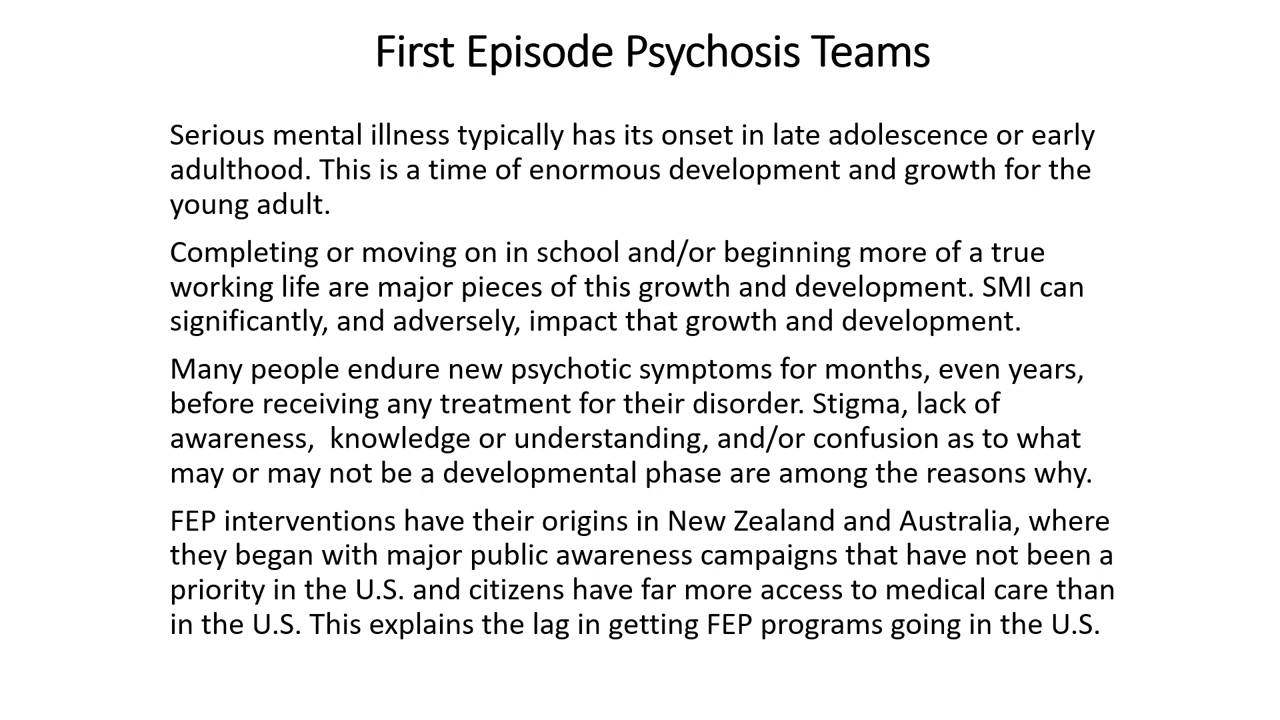 First Episode Psychosis Teams
Serious mental illness typically has its onset in late adolescence or early
adulthood. This is a time of enormous development and growth for the
young adult.
Completing or moving on in school and/or beginning more of a true
working life are major pieces of this growth and development. SMI can
significantly, and adversely, impact that growth and development.
Many people endure new psychotic symptoms for months, even years,
before receiving any treatment for their disorder. Stigma, lack of
awareness,  knowledge or understanding, and/or confusion as to what
may or may not be a developmental phase are among the reasons why.
FEP interventions have their origins in New Zealand and Australia, where
they began with major public awareness campaigns that have not been a
priority in the U.S. and citizens have far more access to medical care than
in the U.S. This explains the lag in getting FEP programs going in the U.S.